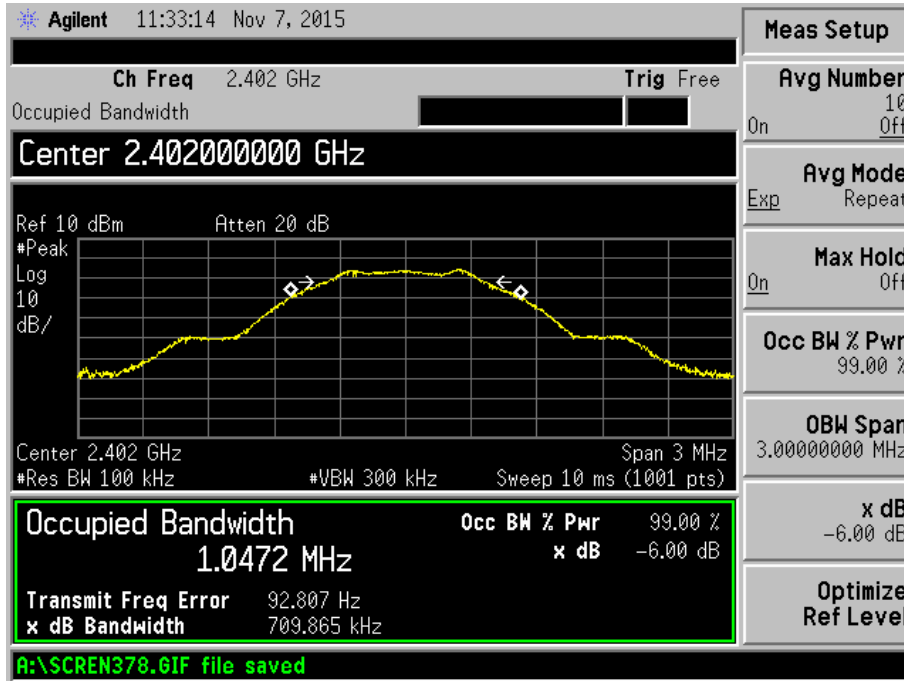 Agilent 11:33:14 Nov 7, 2015
Meas Setup
Ch Freq 2.402 GHz Trig Free
Occupied Bandwidth
Center 2.402000000 GHz
Ref 10 dBm Atten 20 dB
#Peak
Log
10
dB/
Center 2.402 GHz Span 3 MHz
#Res BW 100 kHz #VBW 300 kHz Sweep 10 ms (1001 pts)
Occupied Bandwidth
1.0472 MHz
Occ BW % Pwr 99.00 %
x dB -6.00 dB
Transmit Freq Error 92.807 Hz
x dB Bandwidth 709.865 kHz
A:\SCREN378.GIF file saved
Avg Number
10
On Off
Avg Mode
Exp Repeat
Max Hold
On Off
Occ BW % Pwr
99.00 %
OBW Span
3.00000000 MHz
x dB
-6.00 dB
Optimize
Ref Level